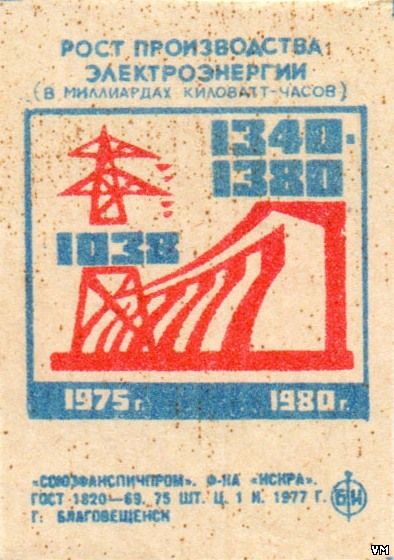 РОСТ ПРОИЗВОДСТВА
ЭЛЕКТРОЭНЕРГИИ
(В МИЛЛИАРДАХ КИЛОВАТТ-ЧАСОВ)
1340-
1380
1038
1975 г. 1980 г.
«СОЮЗФАНСПИЧПРОМ». Ф-КА «ИСКРА».
ГОСТ 1820—69. 75 ШТ. Ц. 1 К. 1977 Г.
Г. БЛАГОВЕЩЕНСК
БИ
VM